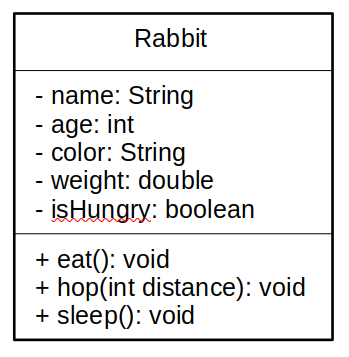 Rabbit
- name: String
- age: int
- color: String
- weight: double
- isHungry: boolean
+ eat(): void
+ hop(int distance): void
+ sleep(): void